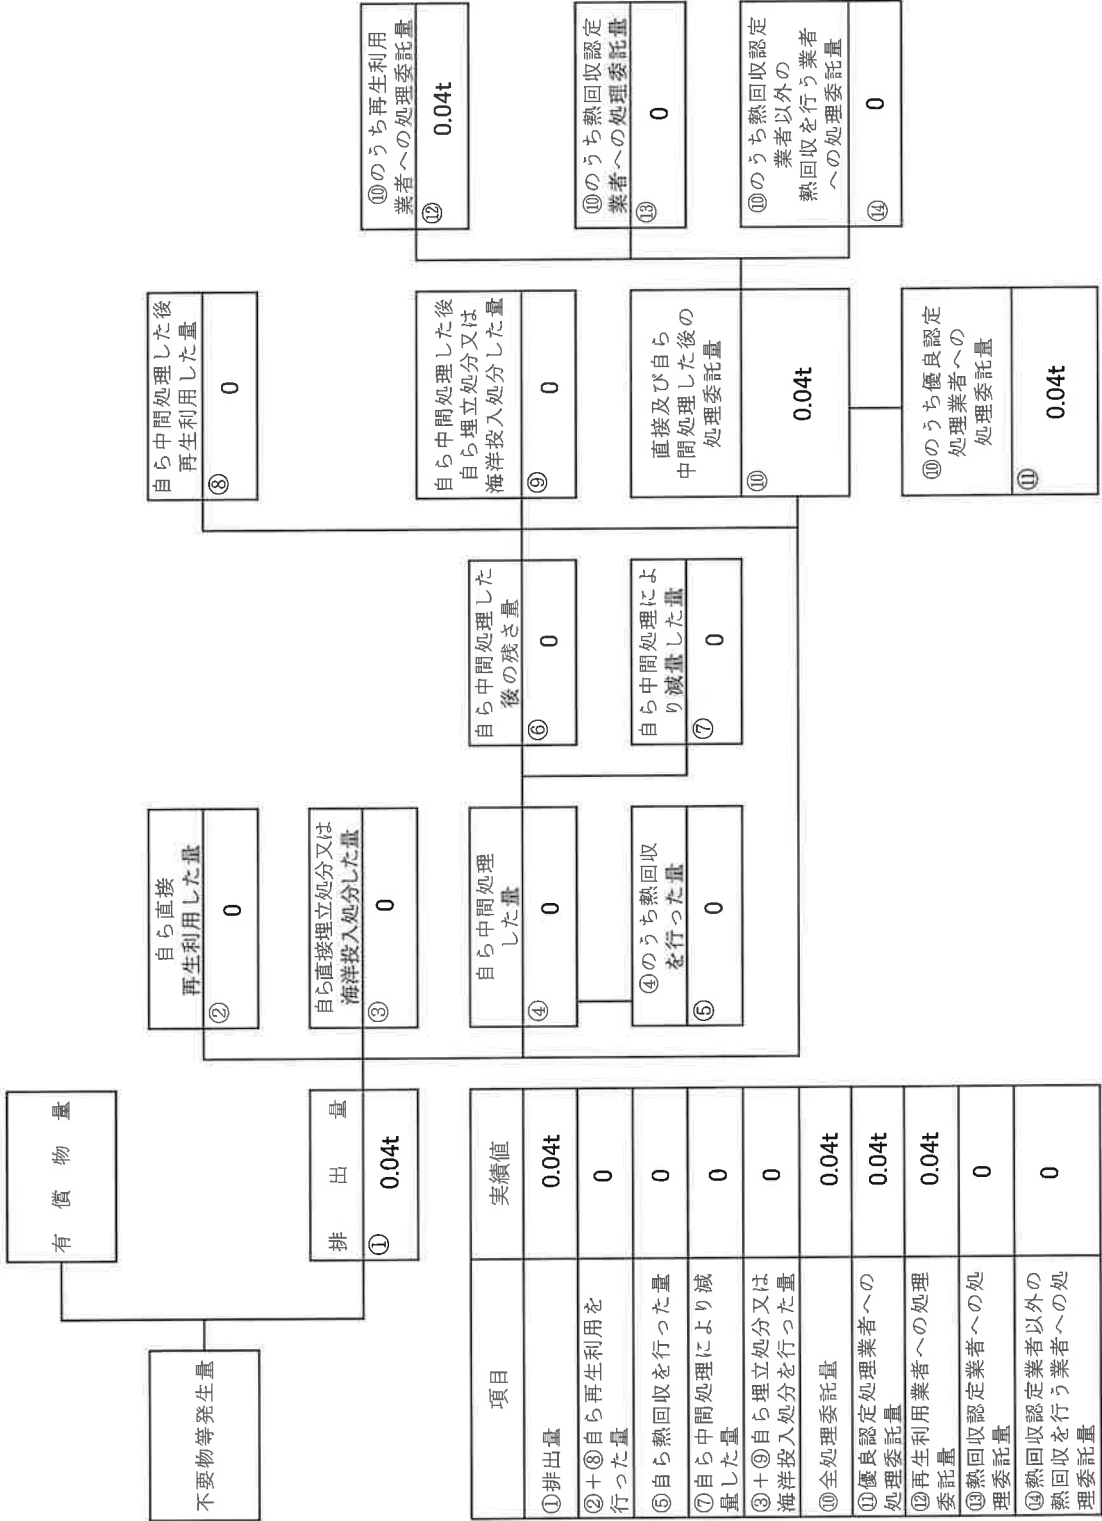 不要物等発生量
有償物量
排出量
①
0.04t
自ら直接
再生利用した量
②
0
自ら直接埋立処分又は
海洋投入処分した量
③
0
自ら中間処理
した量
④
0
④のうち熱回収
を行った量
⑤
0
自ら中間処理した
後の残さ量
⑥
0
自ら中間処理によ
り減量した量
⑦
0
自ら中間処理した後
再生利用した量
⑧
0
自ら中間処理した後
自ら埋立処分又は
海洋投入処分した量
⑨
0
直接及び自ら
中間処理した後の
処理委託量
⑩
0.04t
⑩のうち優良認定
処理業者への
処理委託量
⑪
0.04t
⑩のうち再生利用
業者への処理委託量
⑫
0.04t
⑩のうち熱回収認定
業者への処理委託量
⑬
0
⑩のうち熱回収認定
業者以外の
熱回収を行う業者
への処理委託量
⑭
0
項目
実績値
①排出量
0.04t
②+⑧自ら再生利用を
行った量
0
⑤自ら熱回収を行った量
0
⑦自ら中間処理により減
量した量
0
③+⑨自ら埋立処分又は
海洋投入処分を行った量
0
⑩全処理委託量
0.04t
⑪優良認定処理業者への
処理委託量
0.04t
⑫再生利用業者への処理
委託量
0.04t
⑬熱回収認定業者への処
理委託量
0
⑭熱回収認定業者以外の
熱回収を行う業者への処
理委託量
0